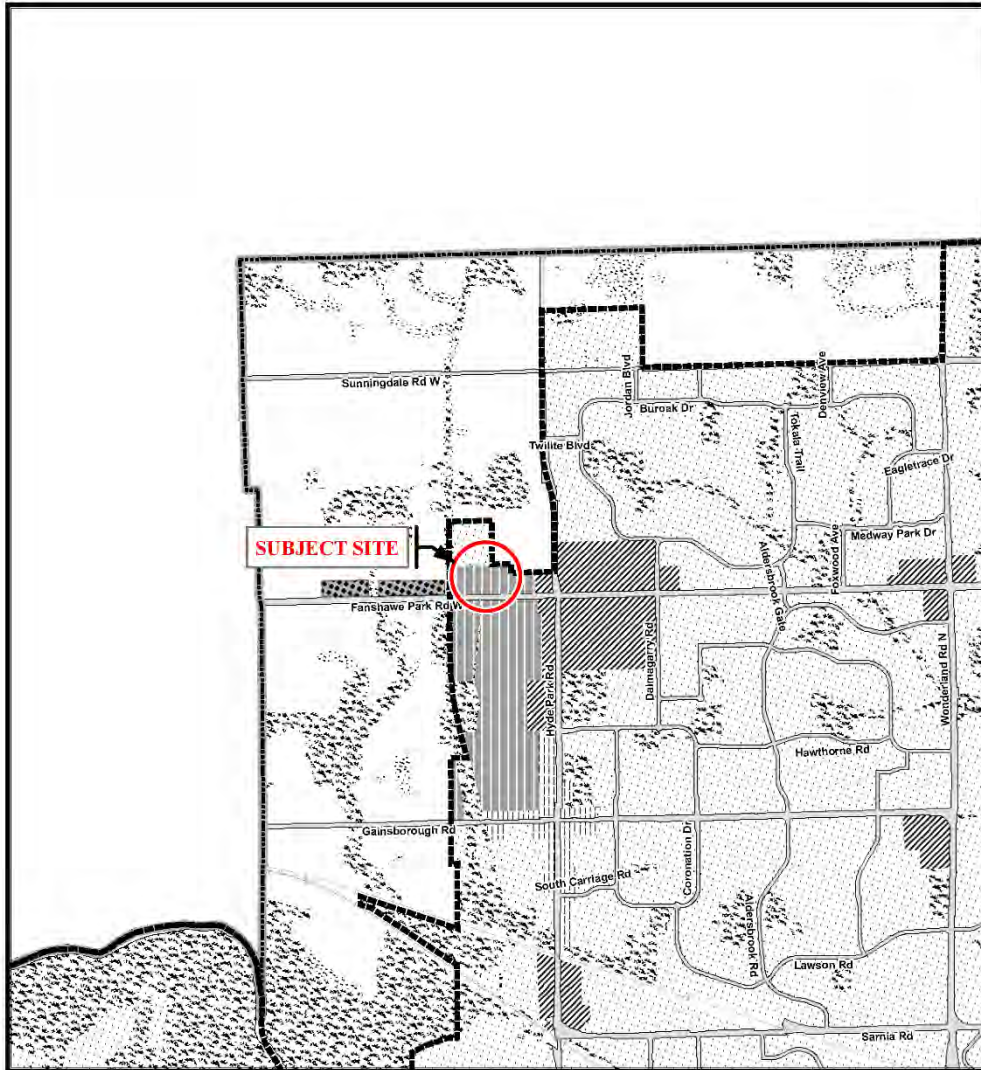 Sunningdale Rd W
Jordan Blvd
Buroak Dr
Denview Ave
Tokala Trail
Twilite Blvd
Eagletrace Dr
SUBJECT SITE
Medway Park Dr
Foxwood Ave
Aldersbrook Gate
Fanshawe Park Rd W
Dalmagarry Rd
Hyde Park Rd
Wonderland Rd N
Hawthorne Rd
Gainsborough Rd
South Carriage Rd
Coronation Dr
Aldersbrook Rd
Lawson Rd
Sarnia Rd